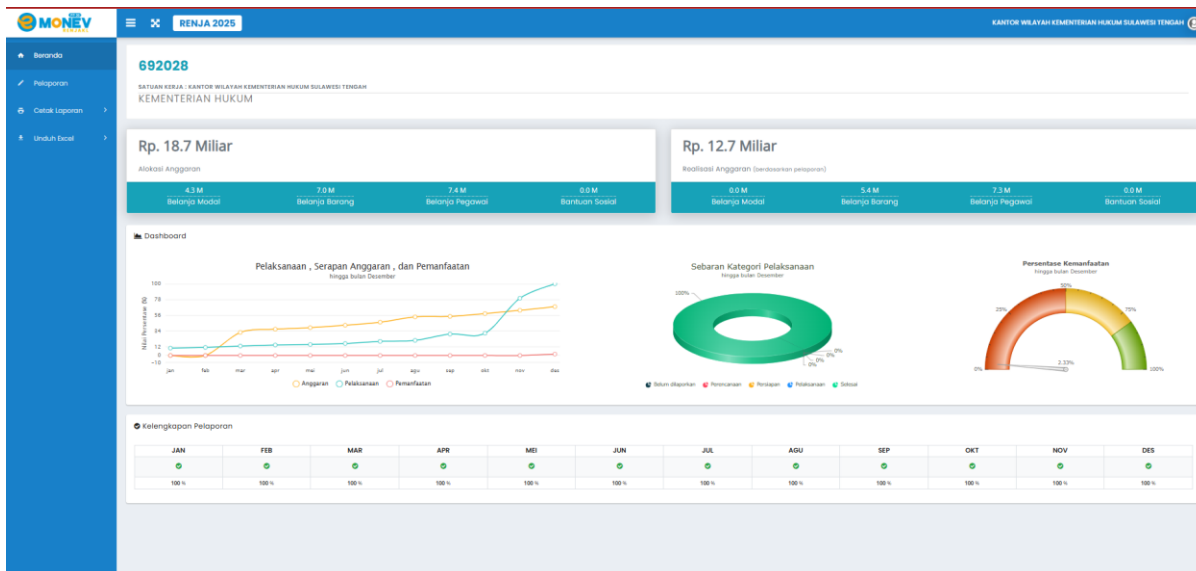 e MONEV
RENJA 2025
KANTOR WILAYAH KEMENTERIAN HUKUM SULAWESI TENGAH
Beranda
Pelaporan
Cetak Laporan
Unduh Excel
692028
SATUAN KERJA : KANTOR WILAYAH KEMENTERIAN HUKUM SULAWESI TENGAH
KEMENTERIAN HUKUM
Rp. 18.7 Miliar
Alokasi Anggaran
4.3 M 7.0 M 7.4 M 0.0 M
Belanja Modal Belanja Barang Belanja Pegawai Bantuan Sosial
Rp. 12.7 Miliar
Realisasi Anggaran (berdasarkan pelaporan)
0.0 M 5.4 M 7.3 M 0.0 M
Belanja Modal Belanja Barang Belanja Pegawai Bantuan Sosial
Dashboard
Pelaksanaan , Serapan Anggaran , dan Pemanfaatan
hingga bulan Desember
Nilai Persentase (%)
100
78
56
34
12
0
-10
jan feb mar apr mei jun jul agu sep okt nov des
Anggaran Pelaksanaan Pemanfaatan
Sebaran Kategori Pelaksanaan
hingga bulan Desember
100%
0%
0%
0%
0%
Belum dilaporkan Perencanaan Persiapan Pelaksanaan Selesai
Persentase Kemanfaatan
hingga bulan Desember
50%
25% 75%
3.33%
0% 100%
Kelengkapan Pelaporan
JAN FEB MAR APR MEI JUN JUL AGU SEP OKT NOV DES
100 % 100 % 100 % 100 % 100 % 100 % 100 % 100 % 100 % 100 % 100 % 100 %